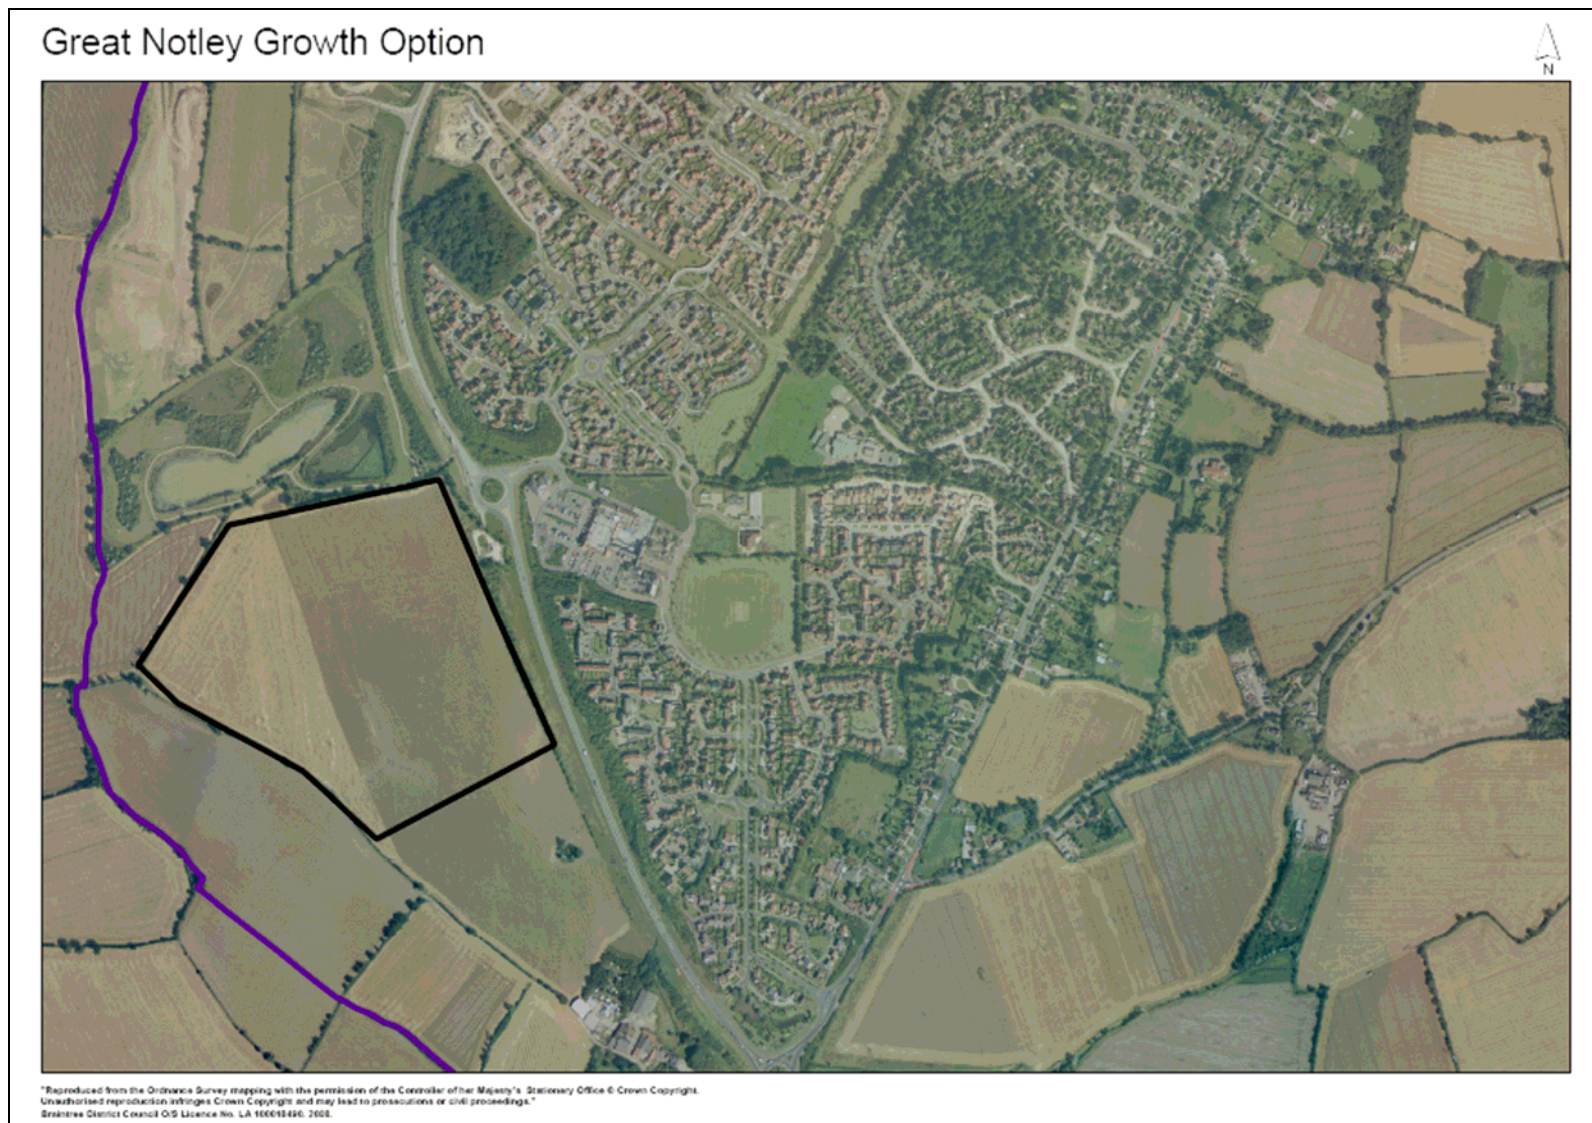 Great Notley Growth Option
N
"Reproduced from the Ordnance Survey mapping with the permission of the Controller of her Majesty's Stationery Office © Crown Copyright.
Unauthorised reproduction infringes Crown Copyright and may lead to prosecutions or civil proceedings."
Braintree District Council O/S Licence No. LA 100018490. 2008.